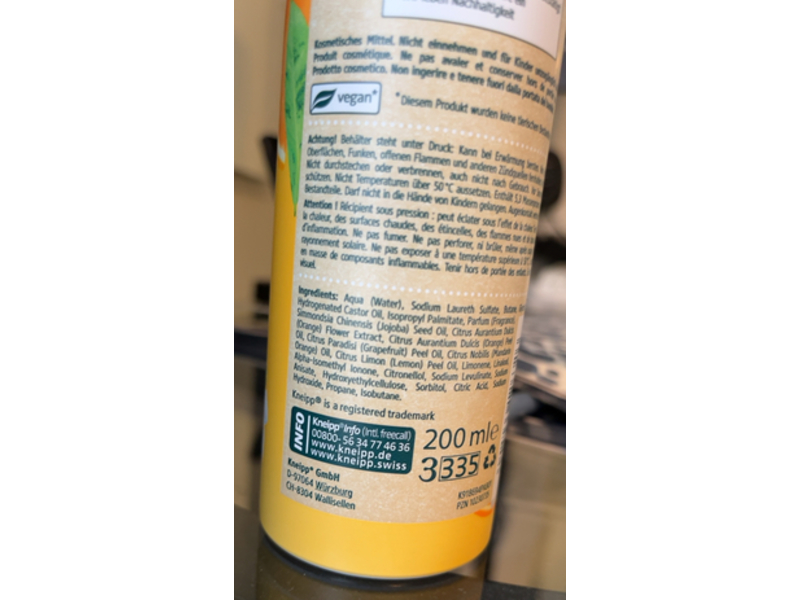 Nachhaltigkeit
Kosmetisches Mittel. Nicht einnehmen und für Kinder
Produit cosmétique. Ne pas avaler et conserver hors de
Prodotto cosmetico. Non ingerire e tenere fuori dalla portata
vegan*
*Diesem Produkt wurden keine tierischen
Achtung! Behälter steht unter Druck: Kann bei Erwärmung
Oberflächen, Funken, offenen Flammen und anderen Zündquellen
Nicht durchstechen oder verbrennen, auch nicht nach Gebrauch. Vor
schützen. Nicht Temperaturen über 50°C aussetzen. Enthält
Bestandteile. Darf nicht in die Hände von Kindern gelangen.
Attention ! Récipient sous pression : peut éclater sous l'effet de la
la chaleur, des surfaces chaudes, des étincelles, des flammes nues et de
d'inflammation. Ne pas fumer. Ne pas perforer, ni brûler, même après
rayonnement solaire. Ne pas exposer à une température supérieure à
en masse de composants inflammables. Tenir hors de portée des enfants.
visuel.
Ingredients: Aqua (Water), Sodium Laureth Sulfate, Butane,
Hydrogenated Castor Oil, Isopropyl Palmitate, Parfum (Fragrance),
Simmondsia Chinensis (Jojoba) Seed Oil, Citrus Aurantium Dulcis
(Orange) Flower Extract, Citrus Aurantium Dulcis (Orange) Peel
Oil, Citrus Paradisi (Grapefruit) Peel Oil, Citrus Nobilis (Mandarin
Orange) Oil, Citrus Limon (Lemon) Peel Oil, Limonene, Linalool,
Alpha-Isomethyl Ionone, Citronellol, Sodium Levulinate, Sodium
Anisate, Hydroxyethylcellulose, Sorbitol, Citric Acid, Sodium
Hydroxide, Propane, Isobutane.
Kneipp® is a registered trademark
INFO
Kneipp® Info (intl. freecall)
00800- 56 34 77 46 36
www.kneipp.de
www.kneipp.swiss
200 ml e
3335
Kneipp® GmbH
D-97064 Würzburg
CH-8304 Wallisellen